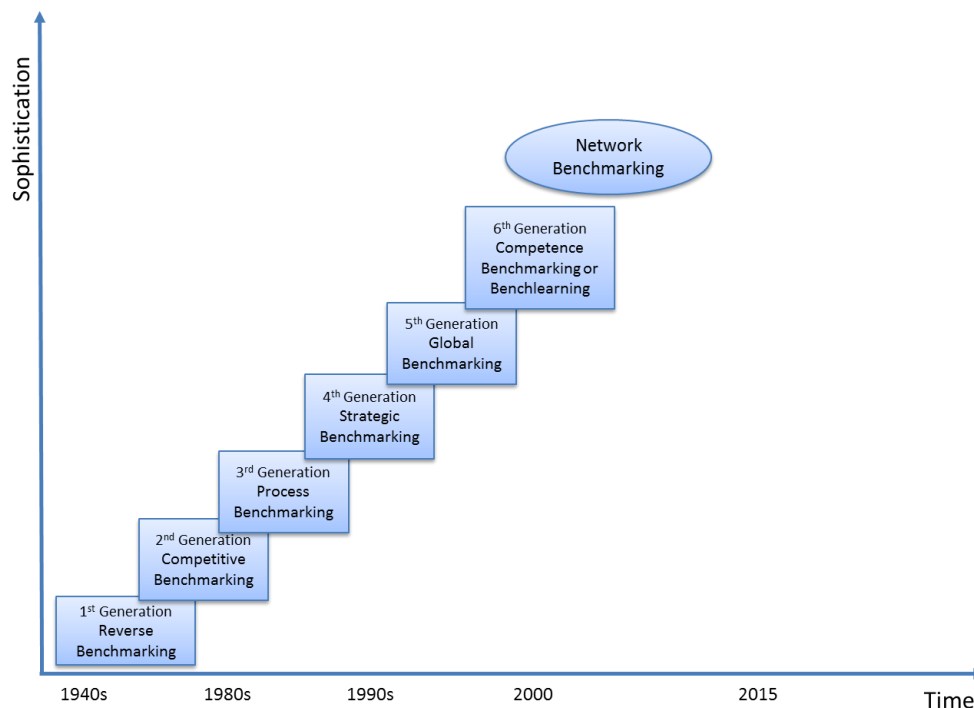 Sophistication
Network
Benchmarking
6th Generation
Competence
Benchmarking or
Benchlearning
5th Generation
Global
Benchmarking
4th Generation
Strategic
Benchmarking
3rd Generation
Process
Benchmarking
2nd Generation
Competitive
Benchmarking
1st Generation
Reverse
Benchmarking
1940s 1980s 1990s 2000 2015
Time